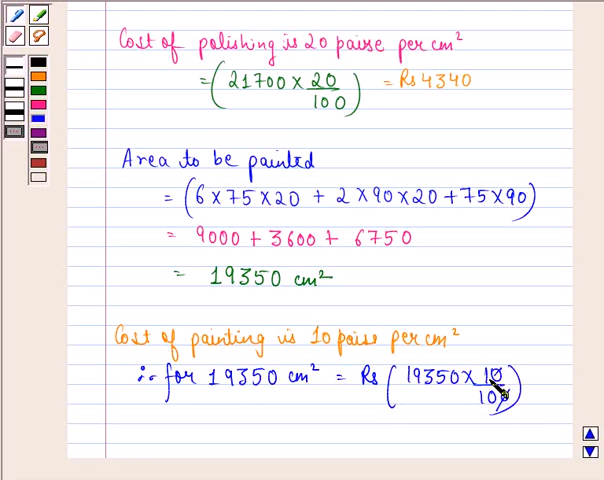 Cost of polishing is 20 paise per cm²
= (21700 × 20/100) = Rs 4340
Area to be painted
= (6 × 75 × 20 + 2 × 90 × 20 + 75 × 90)
= 9000 + 3600 + 6750
= 19350 cm²
Cost of painting is 10 paise per cm²
∴ for 19350 cm² = Rs (19350 × 10/100)